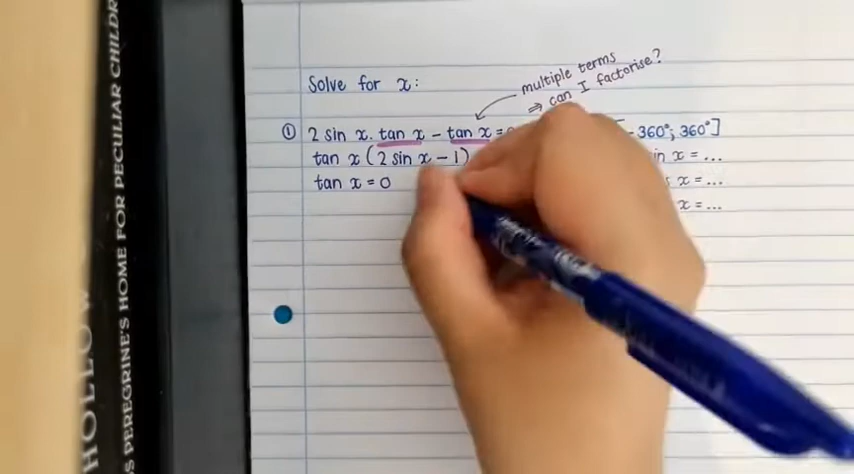 HOLLOW
S PEREGRINE'S HOME FOR PECULIAR CHILDR
multiple terms
⇒ can I factorise?
Solve for x:
① 2 sin x. tan x - tan x = -360°; 360°]
tan x (2 sin x - 1) in x = ...
tan x = 0 s x = ...
x = ...